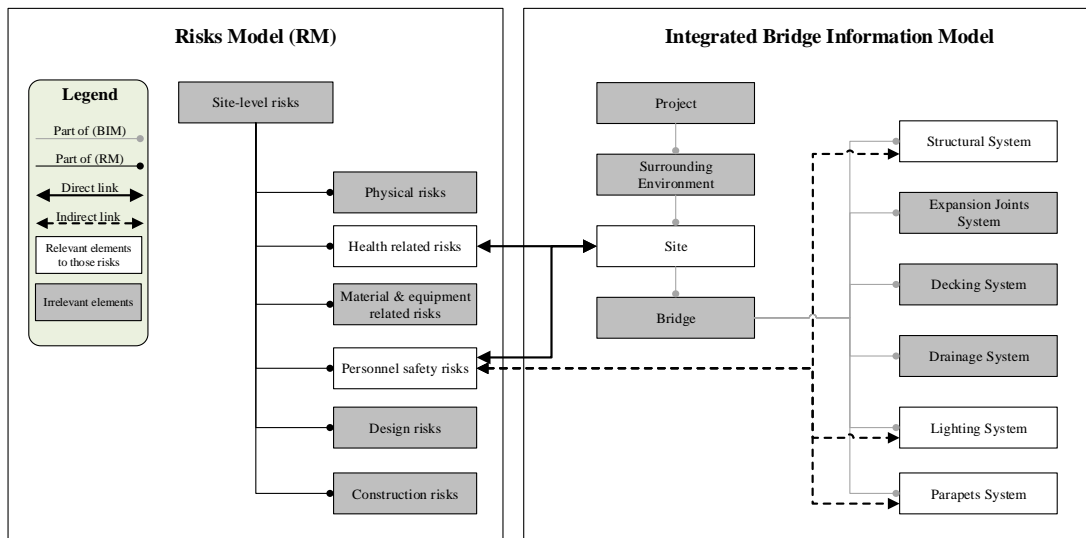 Risks Model (RM)
Legend
Part of (BIM)
Part of (RM)
Direct link
Indirect link
Relevant elements
to those risks
Irrelevant elements
Site-level risks
Physical risks
Health related risks
Material & equipment
related risks
Personnel safety risks
Design risks
Construction risks
Integrated Bridge Information Model
Project
Surrounding
Environment
Site
Bridge
Structural System
Expansion Joints
System
Decking System
Drainage System
Lighting System
Parapets System